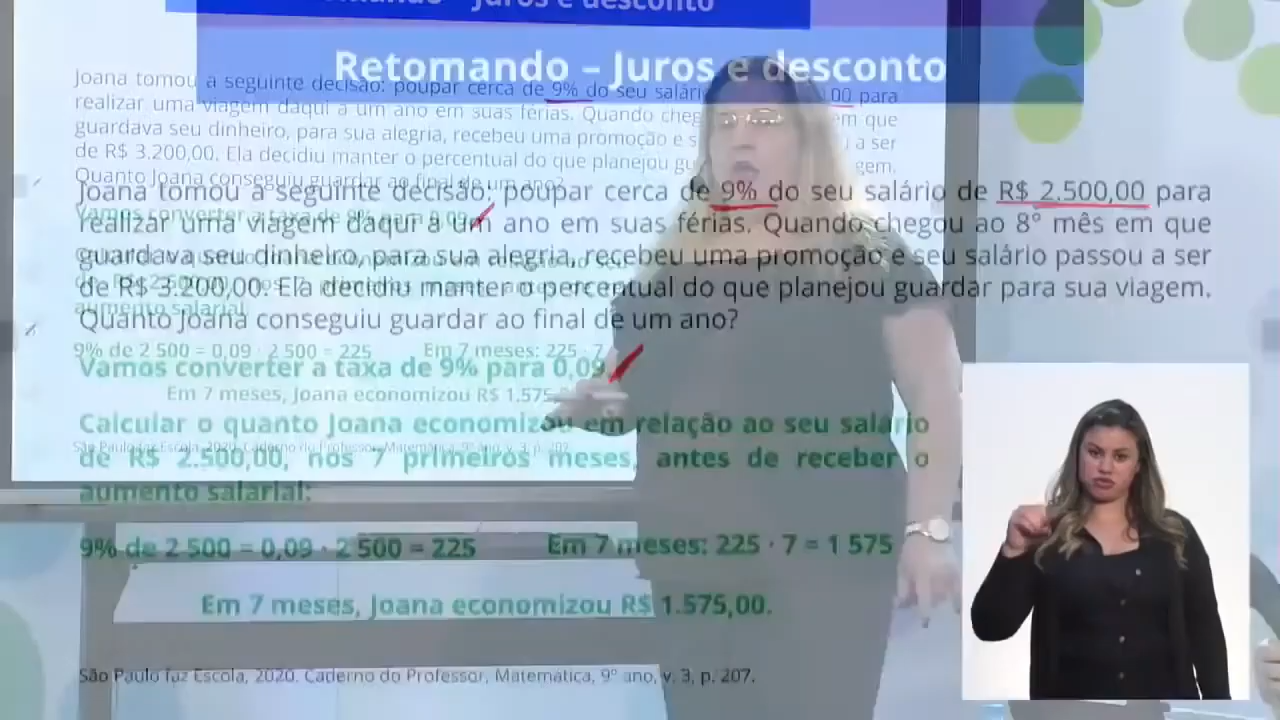 Retomando – Juros e desconto
Joana tomou a seguinte decisão: poupar cerca de 9% do seu salário de R$ 2.500,00 para
realizar uma viagem daqui a um ano em suas férias. Quando chegou ao 8° mês em que
guardava seu dinheiro, para sua alegria, recebeu uma promoção e seu salário passou a ser
de R$ 3.200,00. Ela decidiu manter o percentual do que planejou guardar para sua viagem.
Quanto Joana conseguiu guardar ao final de um ano?
Vamos converter a taxa de 9% para 0,09.
Calcular o quanto Joana economizou em relação ao seu salário
de R$ 2.500,00, nos 7 primeiros meses, antes de receber o
aumento salarial:
9% de 2 500 = 0,09 · 2 500 = 225 Em 7 meses: 225 · 7 = 1 575
Em 7 meses, Joana economizou R$ 1.575,00.
São Paulo faz Escola, 2020. Caderno do Professor, Matemática, 9° ano, v. 3, p. 207.